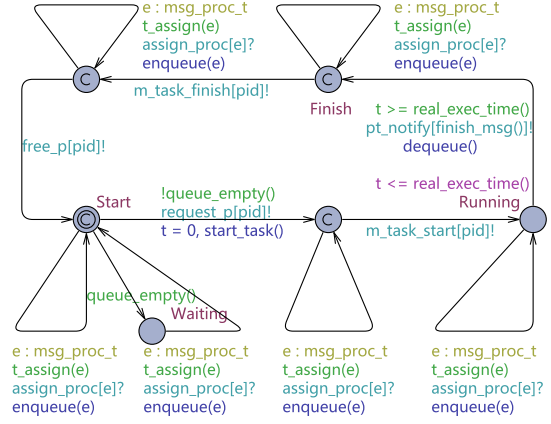 e : msg_proc_t
t_assign(e)
assign_proc[e]?
enqueue(e)
e : msg_proc_t
t_assign(e)
assign_proc[e]?
enqueue(e)
C
C
m_task_finish[pid]!
Finish
t >= real_exec_time()
pt_notify[finish_msg()]!
dequeue()
free_p[pid]!
t <= real_exec_time()
Running
Start
!queue_empty()
request_p[pid]!
t = 0, start_task()
C
C
m_task_start[pid]!
queue_empty()
Waiting
e : msg_proc_t
t_assign(e)
assign_proc[e]?
enqueue(e)
e : msg_proc_t
t_assign(e)
assign_proc[e]?
enqueue(e)
e : msg_proc_t
t_assign(e)
assign_proc[e]?
enqueue(e)
e : msg_proc_t
t_assign(e)
assign_proc[e]?
enqueue(e)